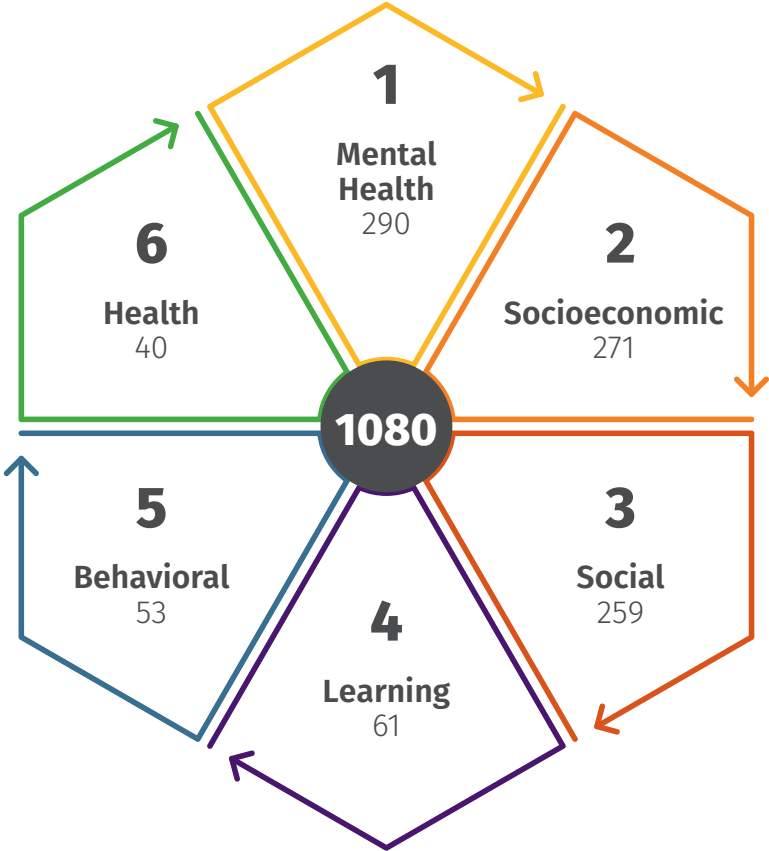 1
Mental
Health
290
2
Socioeconomic
271
3
Social
259
4
Learning
61
5
Behavioral
53
6
Health
40
1080